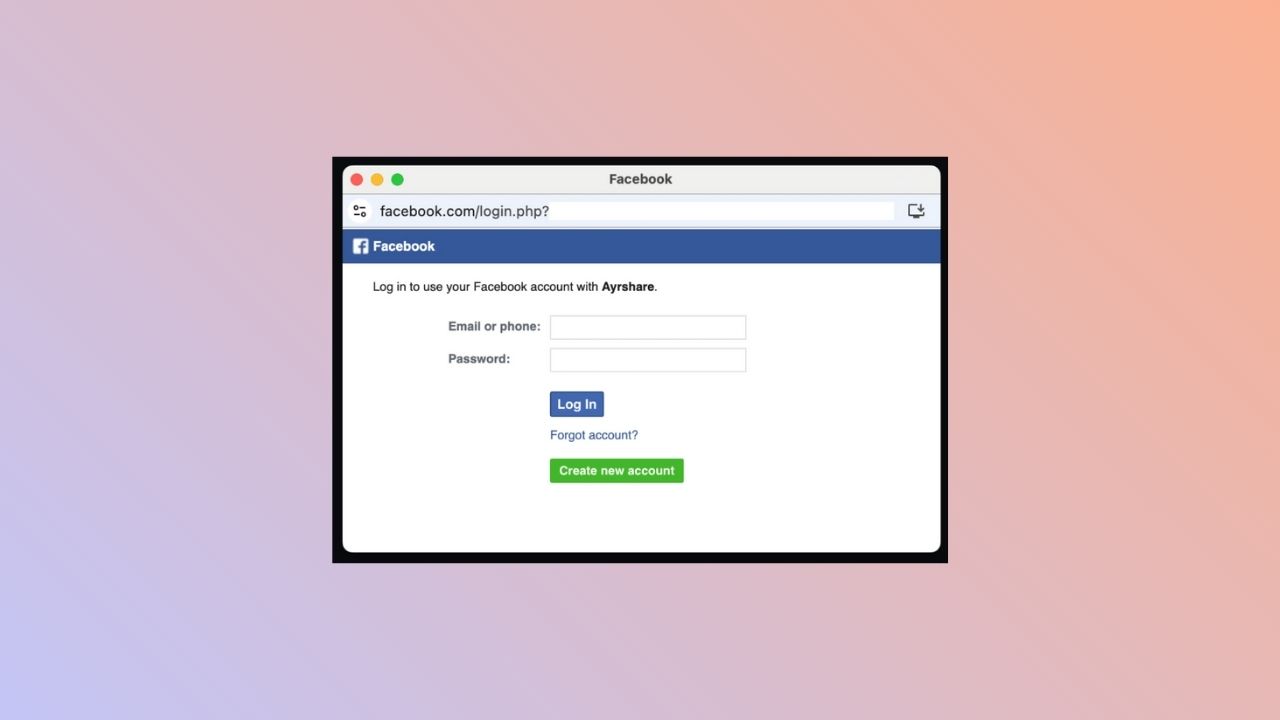 Facebook
facebook.com/login.php?
Facebook
Log in to use your Facebook account with Ayrshare.
Email or phone:
Password:
Log In
Forgot account?
Create new account